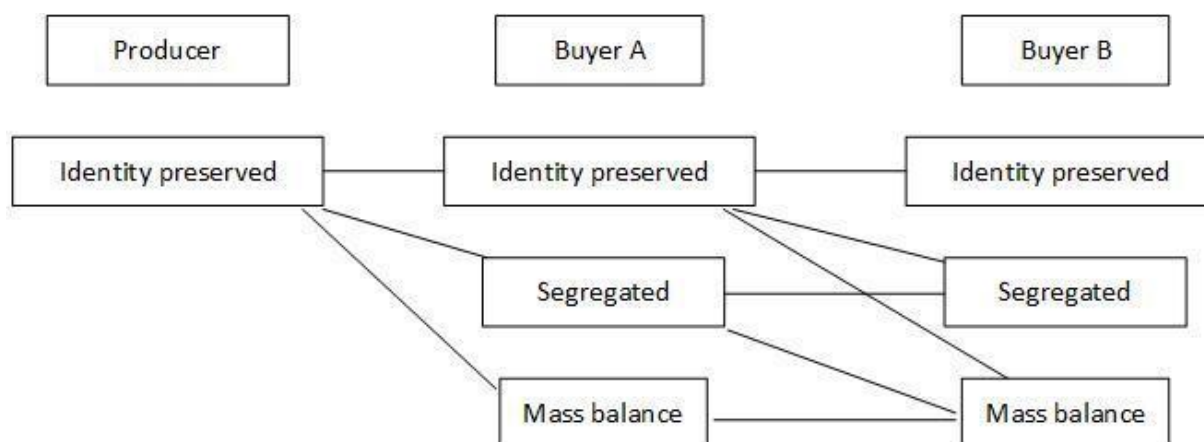 Producer
Buyer A
Buyer B
Identity preserved
Identity preserved
Identity preserved
Segregated
Segregated
Mass balance
Mass balance